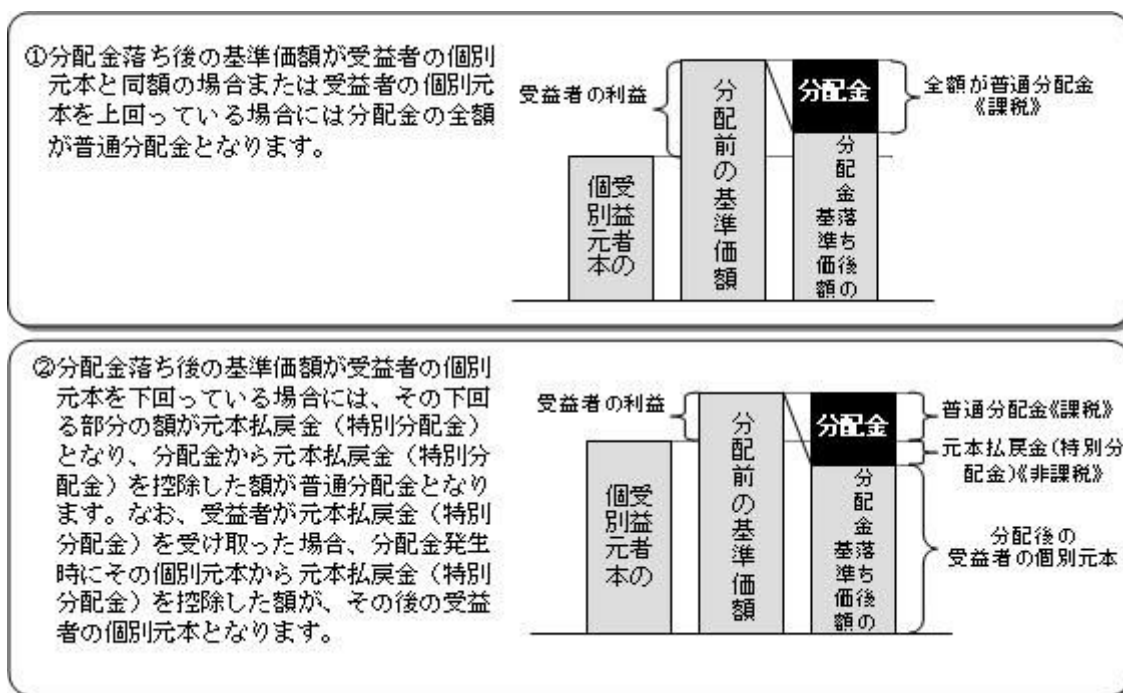 ①分配金落ち後の基準価額が受益者の個別
元本と同額の場合または受益者の個別元
本を上回っている場合には分配金の全額
が普通分配金となります。
受益者の利益
受益者の
個別元本
分配前の基準価額
分配金
分配金落ち後の
基準価額
全額が普通分配金
《課税》
②分配金落ち後の基準価額が受益者の個別
元本を下回っている場合には、その下回
る部分の額が元本払戻金（特別分配金）
となり、分配金から元本払戻金（特別分
配金）を控除した額が普通分配金となり
ます。なお、受益者が元本払戻金（特別
分配金）を受け取った場合、分配金発生
時にその個別元本から元本払戻金（特別
分配金）を控除した額が、その後の受益
者の個別元本となります。
受益者の利益
受益者の
個別元本
分配前の基準価額
分配金
分配金落ち後の
基準価額
普通分配金《課税》
元本払戻金(特別分
配金)《非課税》
分配後の
受益者の個別元本